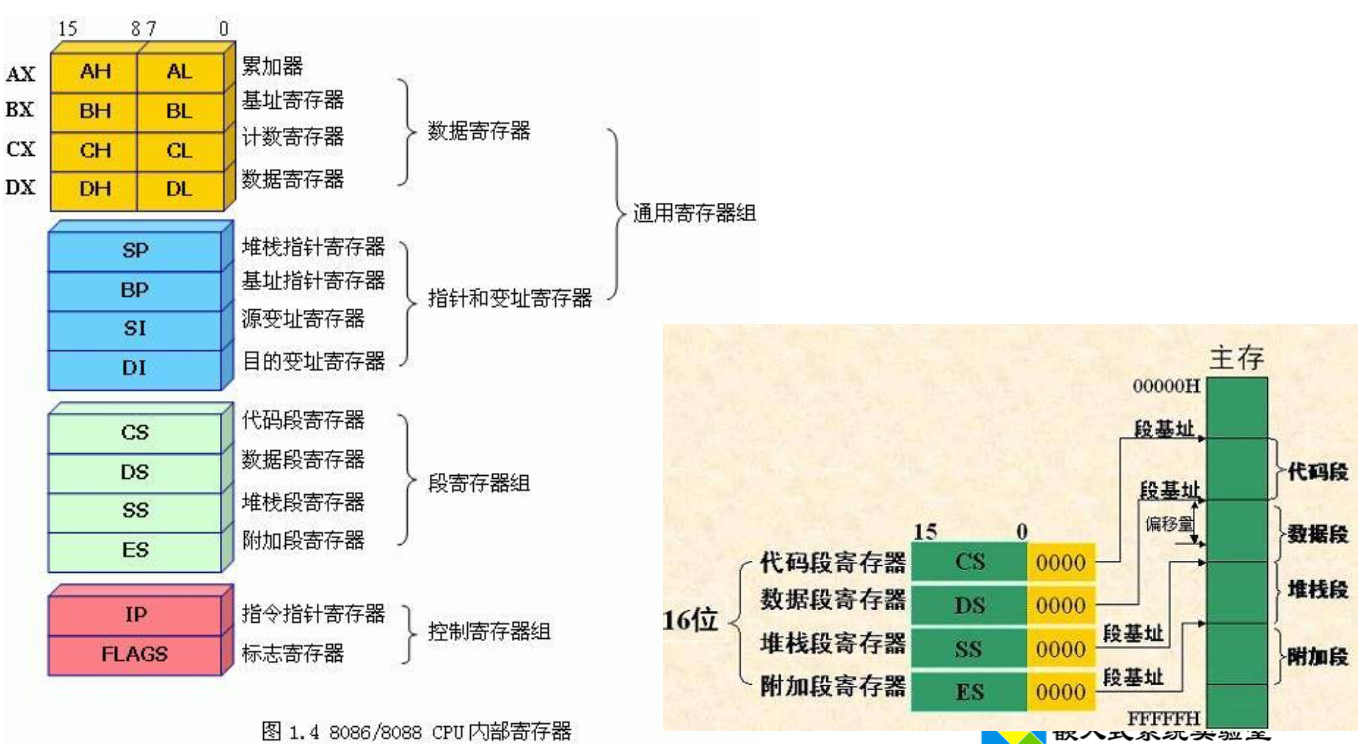 15 8 7 0
AX AH AL 累加器
BX BH BL 基址寄存器
CX CH CL 计数寄存器
DX DH DL 数据寄存器
数据寄存器
SP 堆栈指针寄存器
BP 基址指针寄存器
SI 源变址寄存器
DI 目的变址寄存器
指针和变址寄存器
通用寄存器组
CS 代码段寄存器
DS 数据段寄存器
SS 堆栈段寄存器
ES 附加段寄存器
段寄存器组
IP 指令指针寄存器
FLAGS 标志寄存器
控制寄存器组
图 1.4 8086/8088 CPU内部寄存器
主存
00000H
段基址
代码段
段基址
偏移量
数据段
15 0
代码段寄存器 CS 0000
数据段寄存器 DS 0000
堆栈段寄存器 SS 0000
附加段寄存器 ES 0000
16位
段基址
堆栈段
段基址
附加段
FFFFFH
嵌入式系统实验室